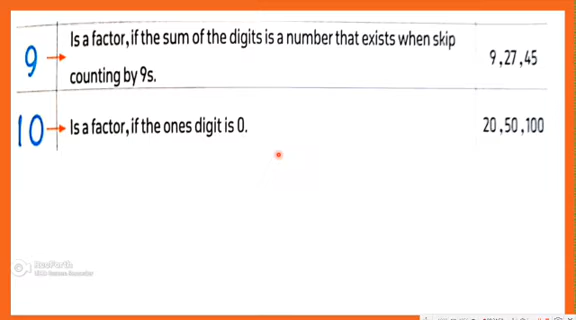 Is a factor, if the sum of the digits is a number that exists when skip
9 → counting by 9s. 9, 27, 45
10 → Is a factor, if the ones digit is 0. 20, 50, 100